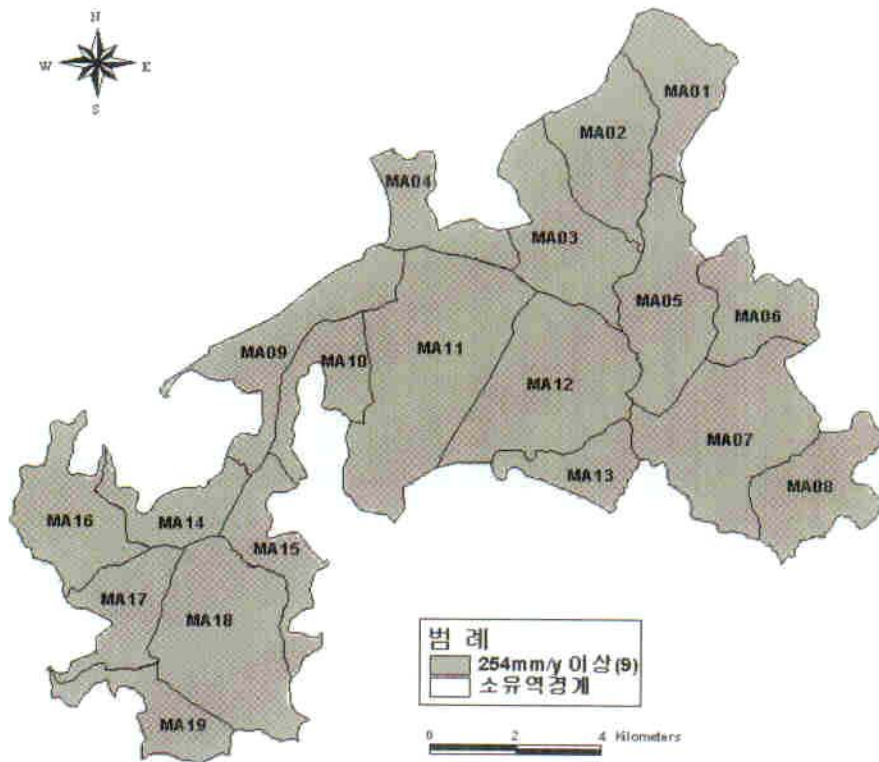 N
W E
S
MA01
MA02
MA04
MA03
MA05
MA06
MA09
MA10
MA11
MA12
MA07
MA13
MA08
MA16
MA14
MA15
MA17
MA18
MA19
범 례
254mm/y 이상(9)
소유역경계
0 2 4 Kilometers